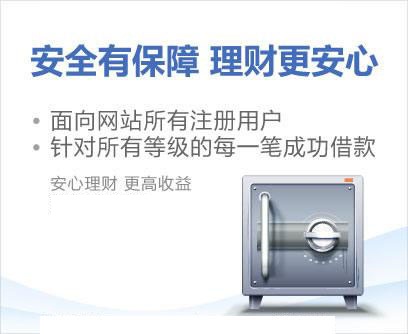 安全有保障 理财更安心
• 面向网站所有注册用户
• 针对所有等级的每一笔成功借款
安心理财 更高收益